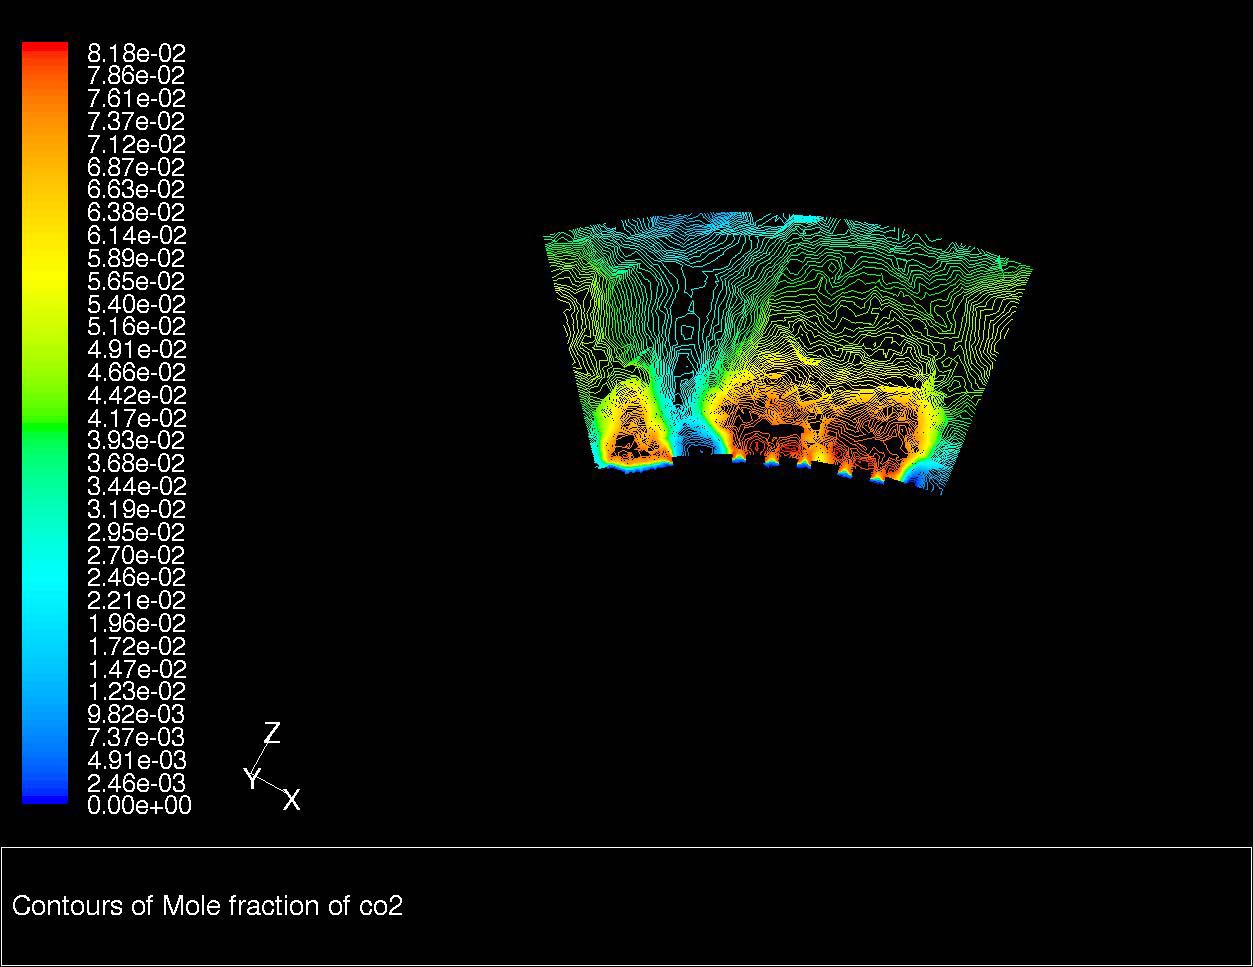 8.18e-02
7.86e-02
7.61e-02
7.37e-02
7.12e-02
6.87e-02
6.63e-02
6.38e-02
6.14e-02
5.89e-02
5.65e-02
5.40e-02
5.16e-02
4.91e-02
4.66e-02
4.42e-02
4.17e-02
3.93e-02
3.68e-02
3.44e-02
3.19e-02
2.95e-02
2.70e-02
2.46e-02
2.21e-02
1.96e-02
1.72e-02
1.47e-02
1.23e-02
9.82e-03
7.37e-03
4.91e-03
2.46e-03
0.00e+00
Z
Y
X
Contours of Mole fraction of co2